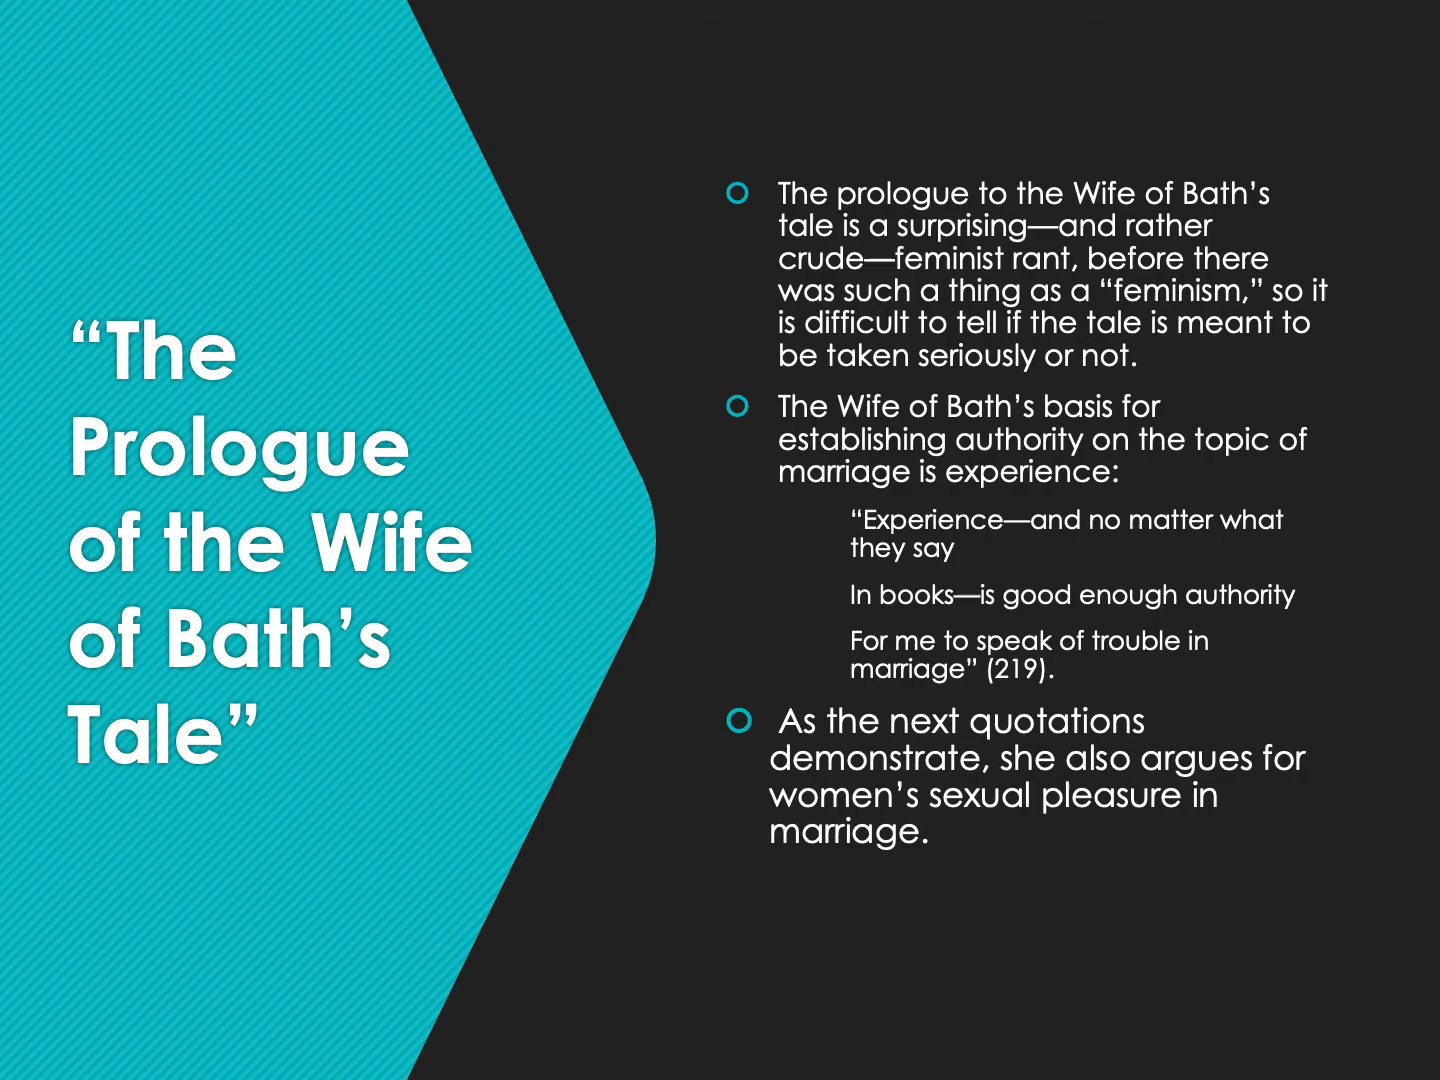 “The
Prologue
of the Wife
of Bath’s
Tale”
The prologue to the Wife of Bath’s
tale is a surprising—and rather
crude—feminist rant, before there
was such a thing as a “feminism,” so it
is difficult to tell if the tale is meant to
be taken seriously or not.
The Wife of Bath’s basis for
establishing authority on the topic of
marriage is experience:
“Experience—and no matter what
they say
In books—is good enough authority
For me to speak of trouble in
marriage” (219).
As the next quotations
demonstrate, she also argues for
women’s sexual pleasure in
marriage.